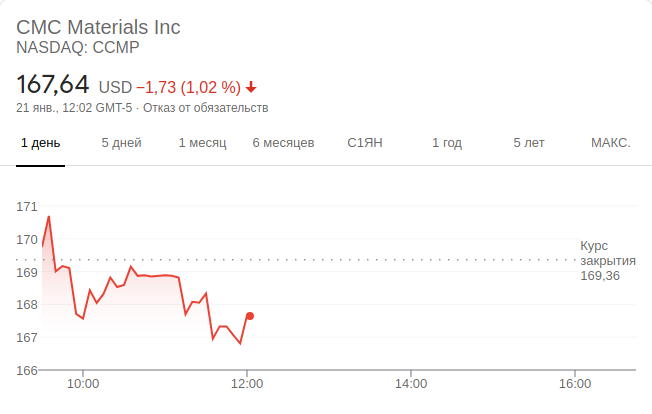 CMC Materials Inc
NASDAQ: CCMP
167,64 USD −1,73 (1,02 %)
21 янв., 12:02 GMT-5 · Отказ от обязательств
1 день 5 дней 1 месяц 6 месяцев С1ЯН 1 год 5 лет МАКС.
171
170
169
168
167
166
Курс
закрытия
169,36
10:00 12:00 14:00 16:00